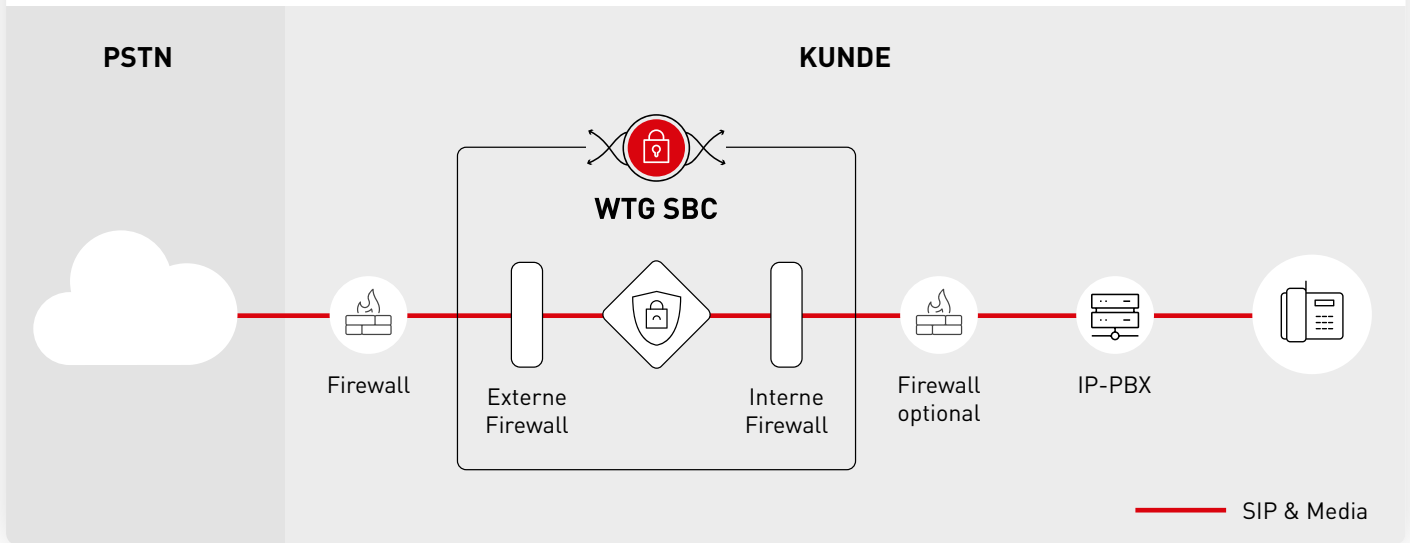 PSTN
KUNDE
WTG SBC
Firewall
Externe
Firewall
Interne
Firewall
Firewall
optional
IP-PBX
SIP & Media